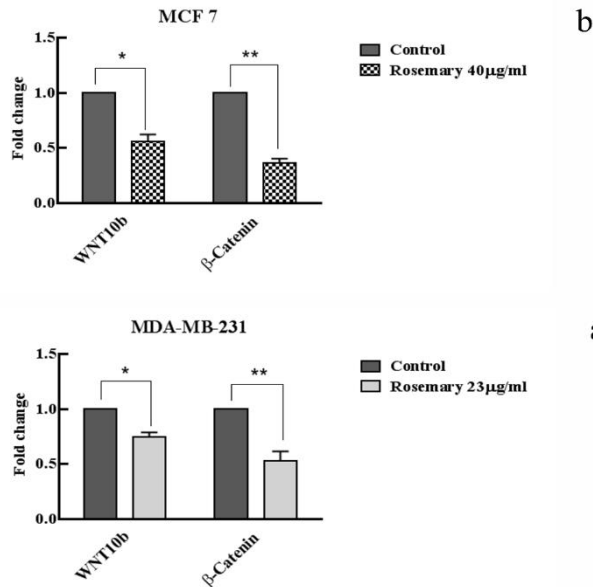 MCF 7
b
1.5
1.0
0.5
0.0
Fold change
*
**
WNT10b
β-Catenin
Control
Rosemary 40μg/ml
MDA-MB-231
a
1.5
1.0
0.5
0.0
Fold change
*
**
WNT10b
β-Catenin
Control
Rosemary 23μg/ml